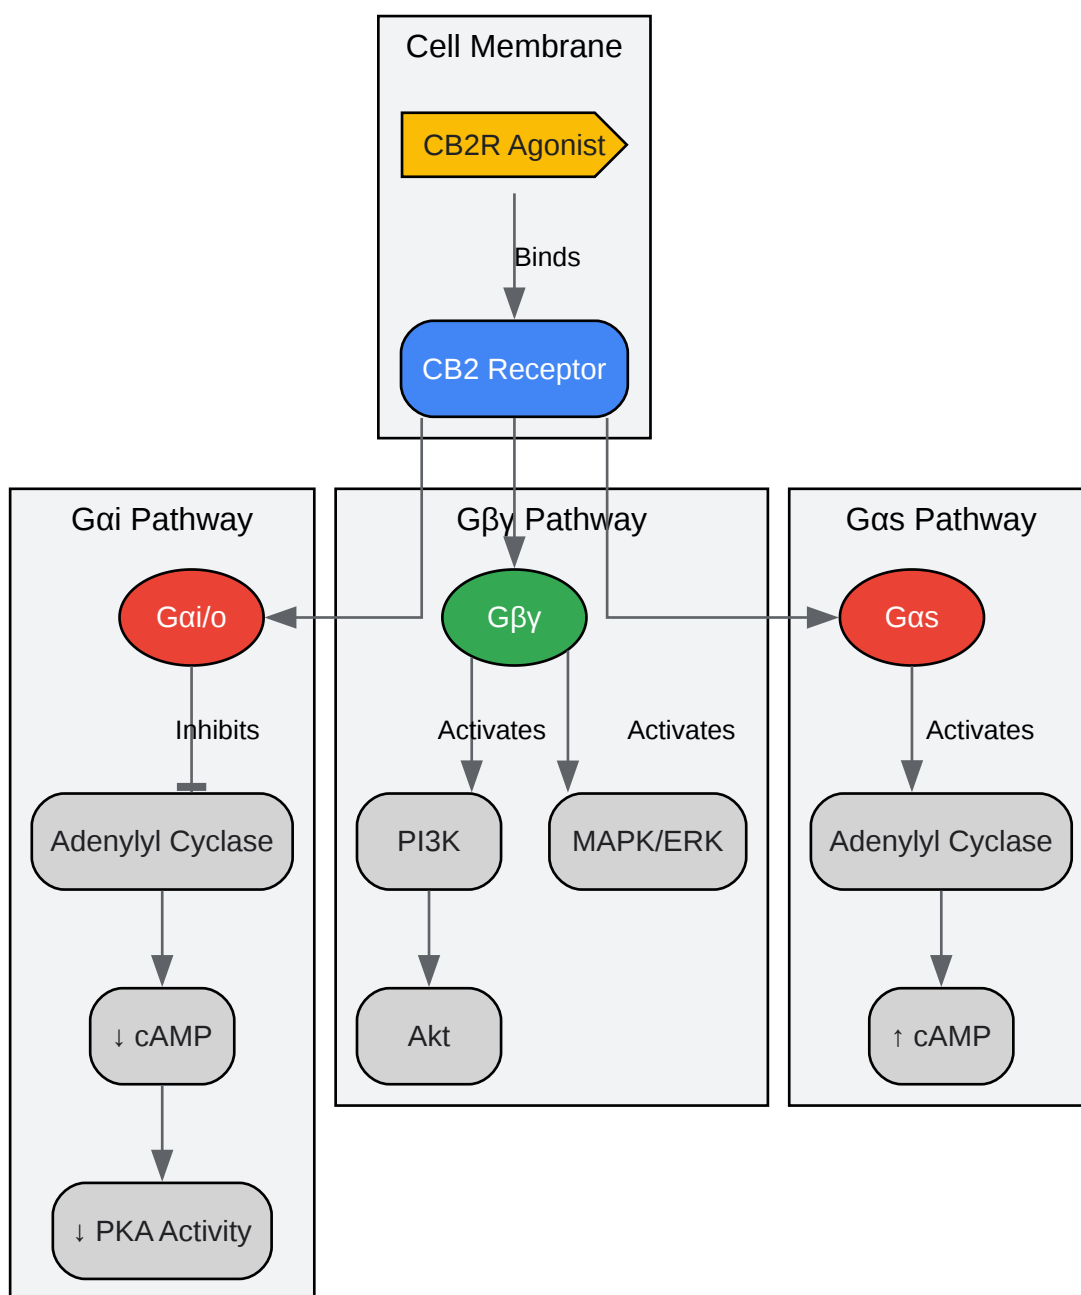 Cell Membrane
CB2R Agonist
Binds
CB2 Receptor
Gαi Pathway
Gβγ Pathway
Gαs Pathway
Gαi/o
Gβγ
Gαs
Inhibits
Activates
Activates
Activates
Adenylyl Cyclase
PI3K
MAPK/ERK
Adenylyl Cyclase
↓ cAMP
Akt
↑ cAMP
↓ PKA Activity